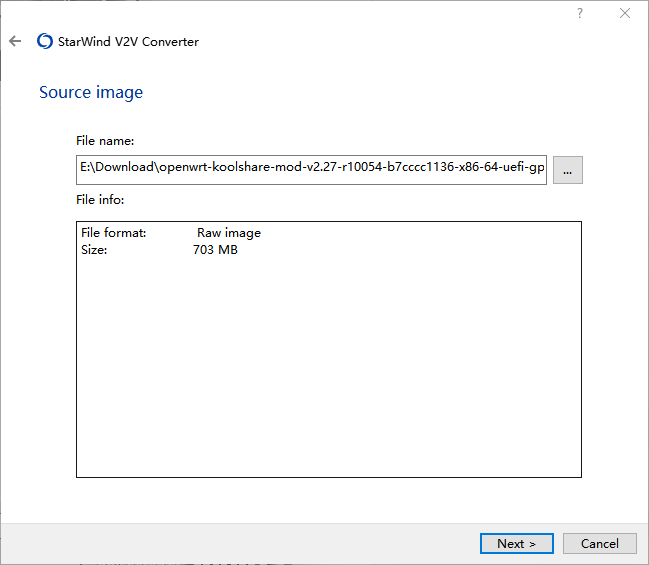 ?
StarWind V2V Converter
Source image
File name:
E:\Download\openwrt-koolshare-mod-v2.27-r10054-b7cccc1136-x86-64-uefi-gp
...
File info:
File format: Raw image
Size: 703 MB
Next >
Cancel